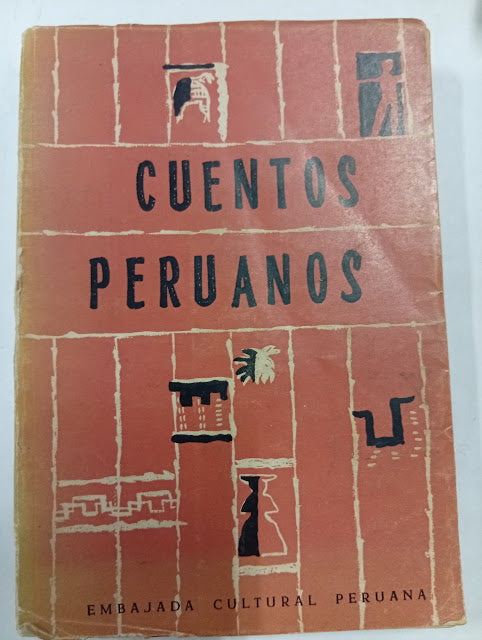 CUENTOS
PERUANOS
EMBAJADA CULTURAL PERUANA